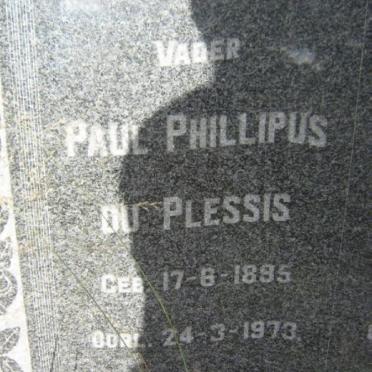 VADER
PAUL PHILLIPUS
DU PLESSIS
GEB. 17-6-1895
OORL. 24-3-1973.